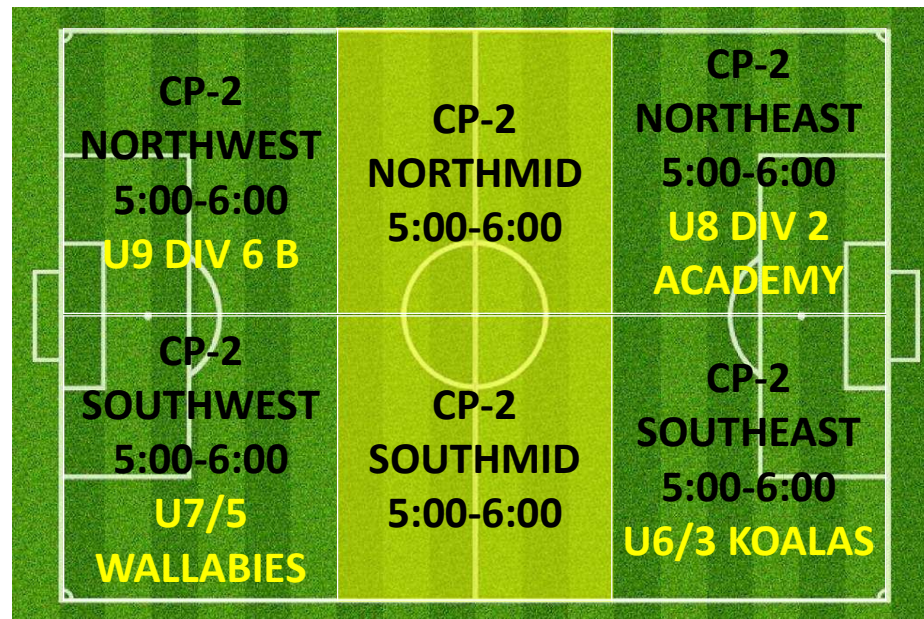 CP-2
NORTHWEST
5:00-6:00
U9 DIV 6 B
CP-2
NORTHMID
5:00-6:00
CP-2
NORTHEAST
5:00-6:00
U8 DIV 2
ACADEMY
CP-2
SOUTHWEST
5:00-6:00
U7/5
WALLABIES
CP-2
SOUTHMID
5:00-6:00
CP-2
SOUTHEAST
5:00-6:00
U6/3 KOALAS